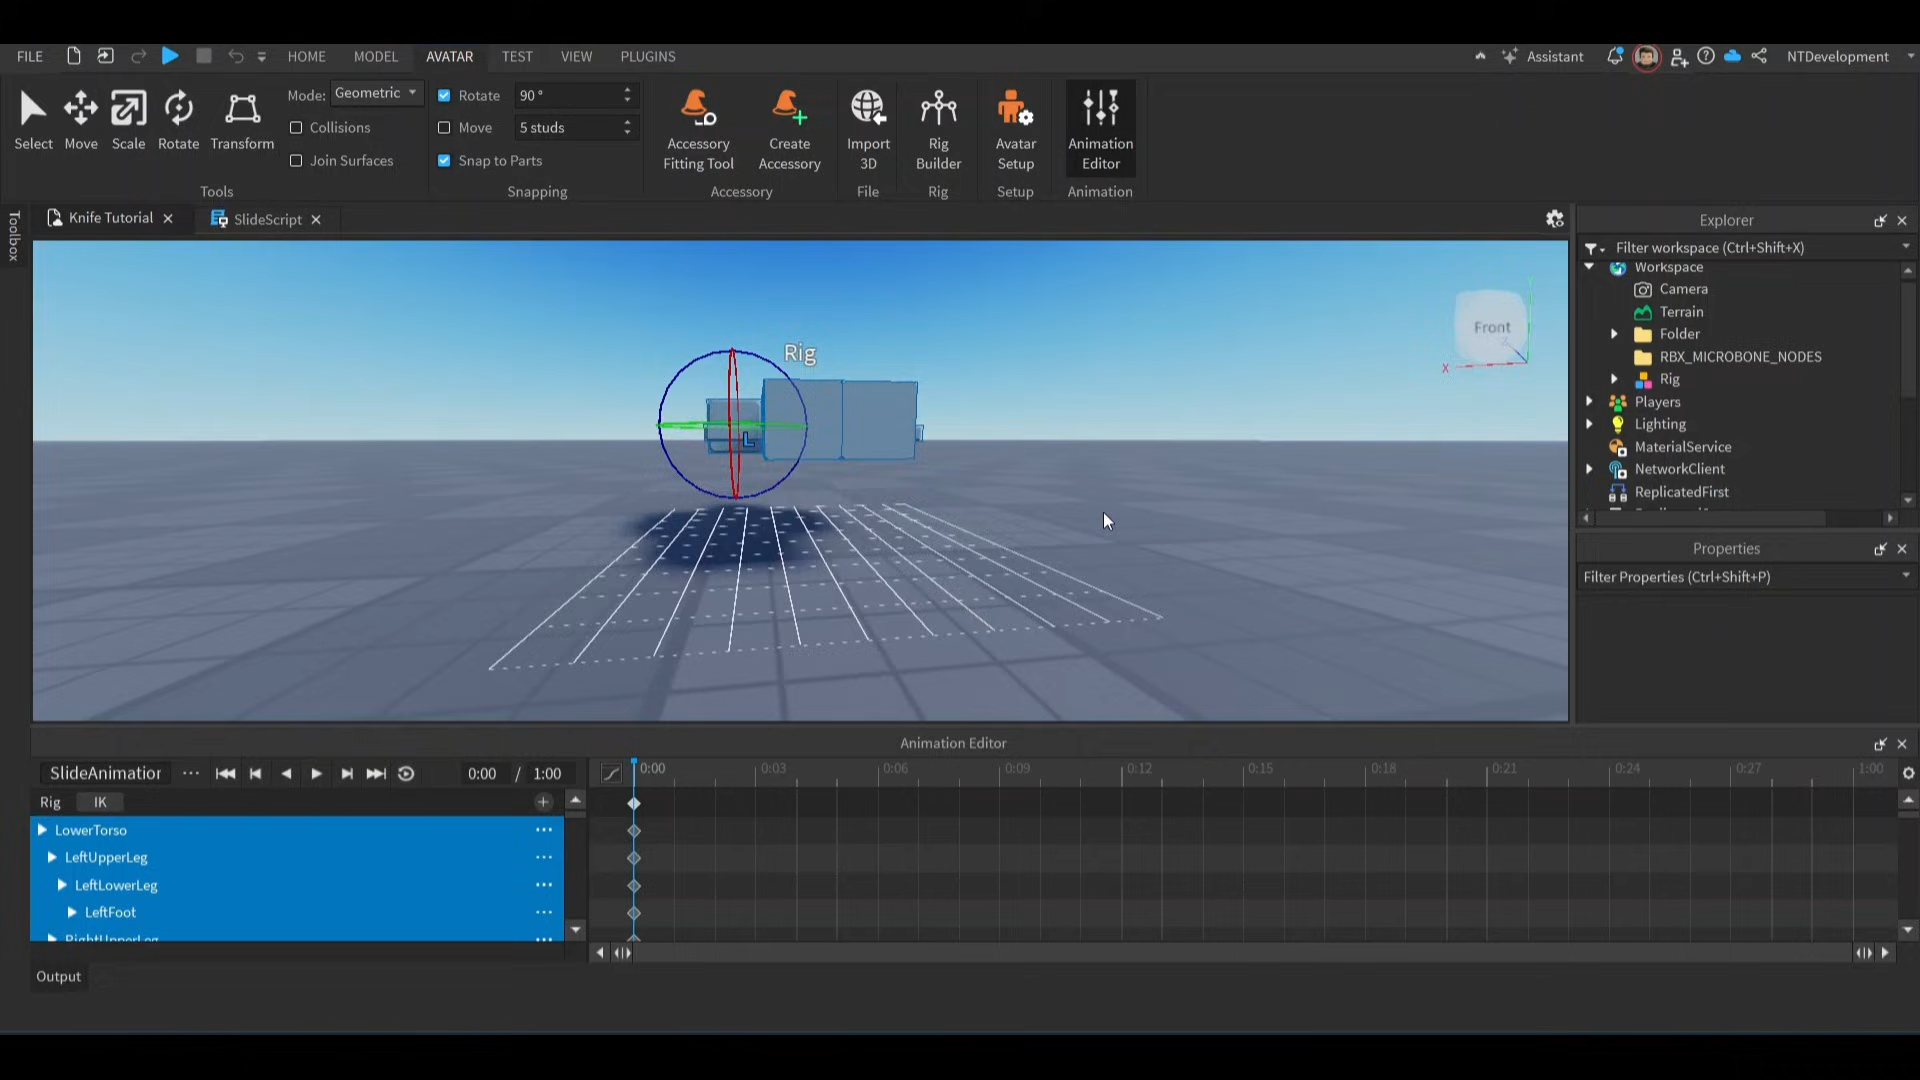 FILE HOME MODEL AVATAR TEST VIEW PLUGINS Assistant NTDevelopment
Select Move Scale Rotate Transform
Mode: Geometric
Collisions
Join Surfaces
Tools
Rotate 90 °
Move 5 studs
Snap to Parts
Snapping
Accessory
Fitting Tool
Create
Accessory
Accessory
Import
3D
File
Rig
Builder
Rig
Avatar
Setup
Setup
Animation
Editor
Animation
Toolbox
Knife Tutorial
SlideScript
Rig
L
Front
X
Explorer
Filter workspace (Ctrl+Shift+X)
Workspace
Camera
Terrain
Folder
RBX_MICROBONE_NODES
Rig
Players
Lighting
MaterialService
NetworkClient
ReplicatedFirst
Properties
Filter Properties (Ctrl+Shift+P)
Animation Editor
SlideAnimation 0:00 / 1:00
0:00 0:03 0:06 0:09 0:12 0:15 0:18 0:21 0:24 0:27 1:00
Rig IK
LowerTorso
LeftUpperLeg
LeftLowerLeg
LeftFoot
RightUpperLeg
Output